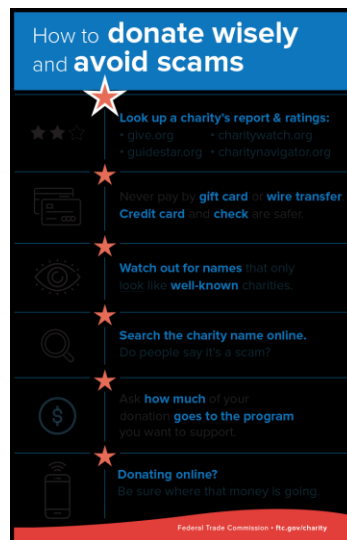 How to donate wisely
and avoid scams
Look up a charity's report & ratings:
• give.org • charitywatch.org
• guidestar.org • charitynavigator.org
Never pay by gift card or wire transfer
Credit card and check are safer.
Watch out for names that only
look like well-known charities.
Search the charity name online.
Do people say it's a scam?
Ask how much of your
donation goes to the program
you want to support.
Donating online?
Be sure where that money is going.
Federal Trade Commission • ftc.gov/charity